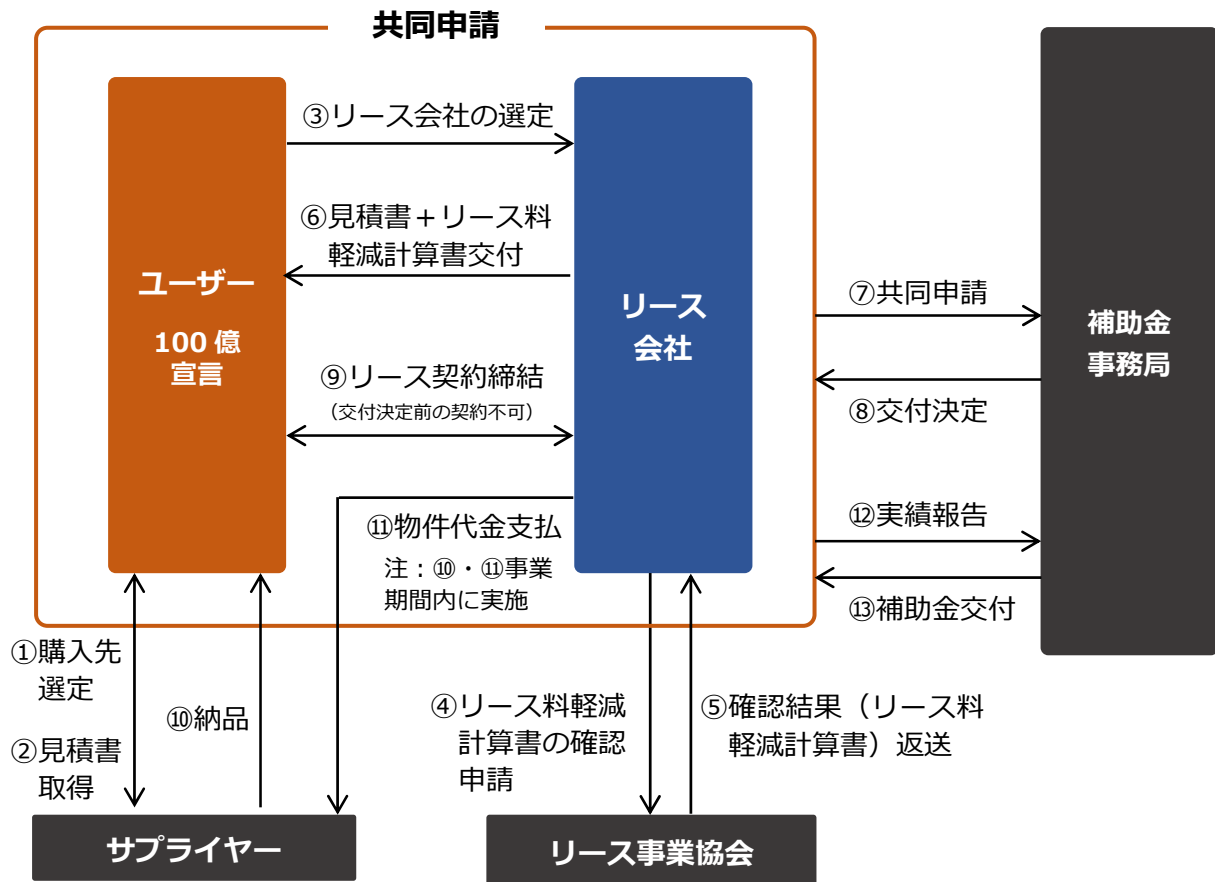 共同申請
ユーザー
100 億
宣言
リース
会社
補助金
事務局
③リース会社の選定
⑥見積書＋リース料
軽減計算書交付
⑨リース契約締結
（交付決定前の契約不可）
⑪物件代金支払
注：⑩・⑪事業
期間内に実施
⑦共同申請
⑧交付決定
⑫実績報告
⑬補助金交付
①購入先
選定
②見積書
取得
⑩納品
④リース料軽減
計算書の確認
申請
⑤確認結果（リース料
軽減計算書）返送
サプライヤー
リース事業協会